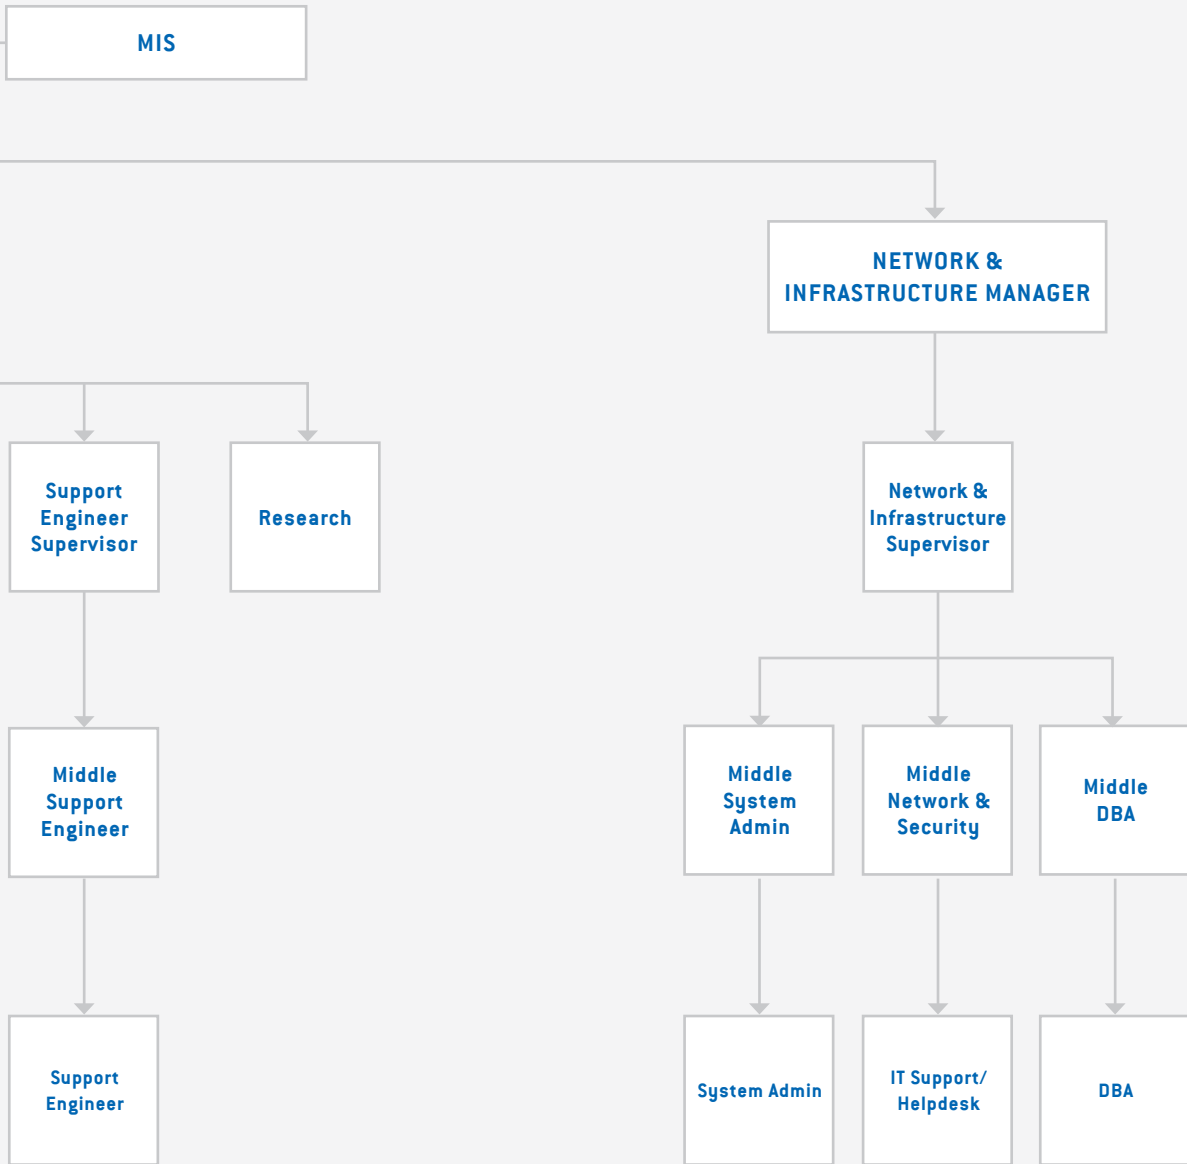 MIS
NETWORK &
INFRASTRUCTURE MANAGER
Support
Engineer
Supervisor
Research
Network &
Infrastructure
Supervisor
Middle
Support
Engineer
Middle
System
Admin
Middle
Network &
Security
Middle
DBA
Support
Engineer
System Admin
IT Support/
Helpdesk
DBA